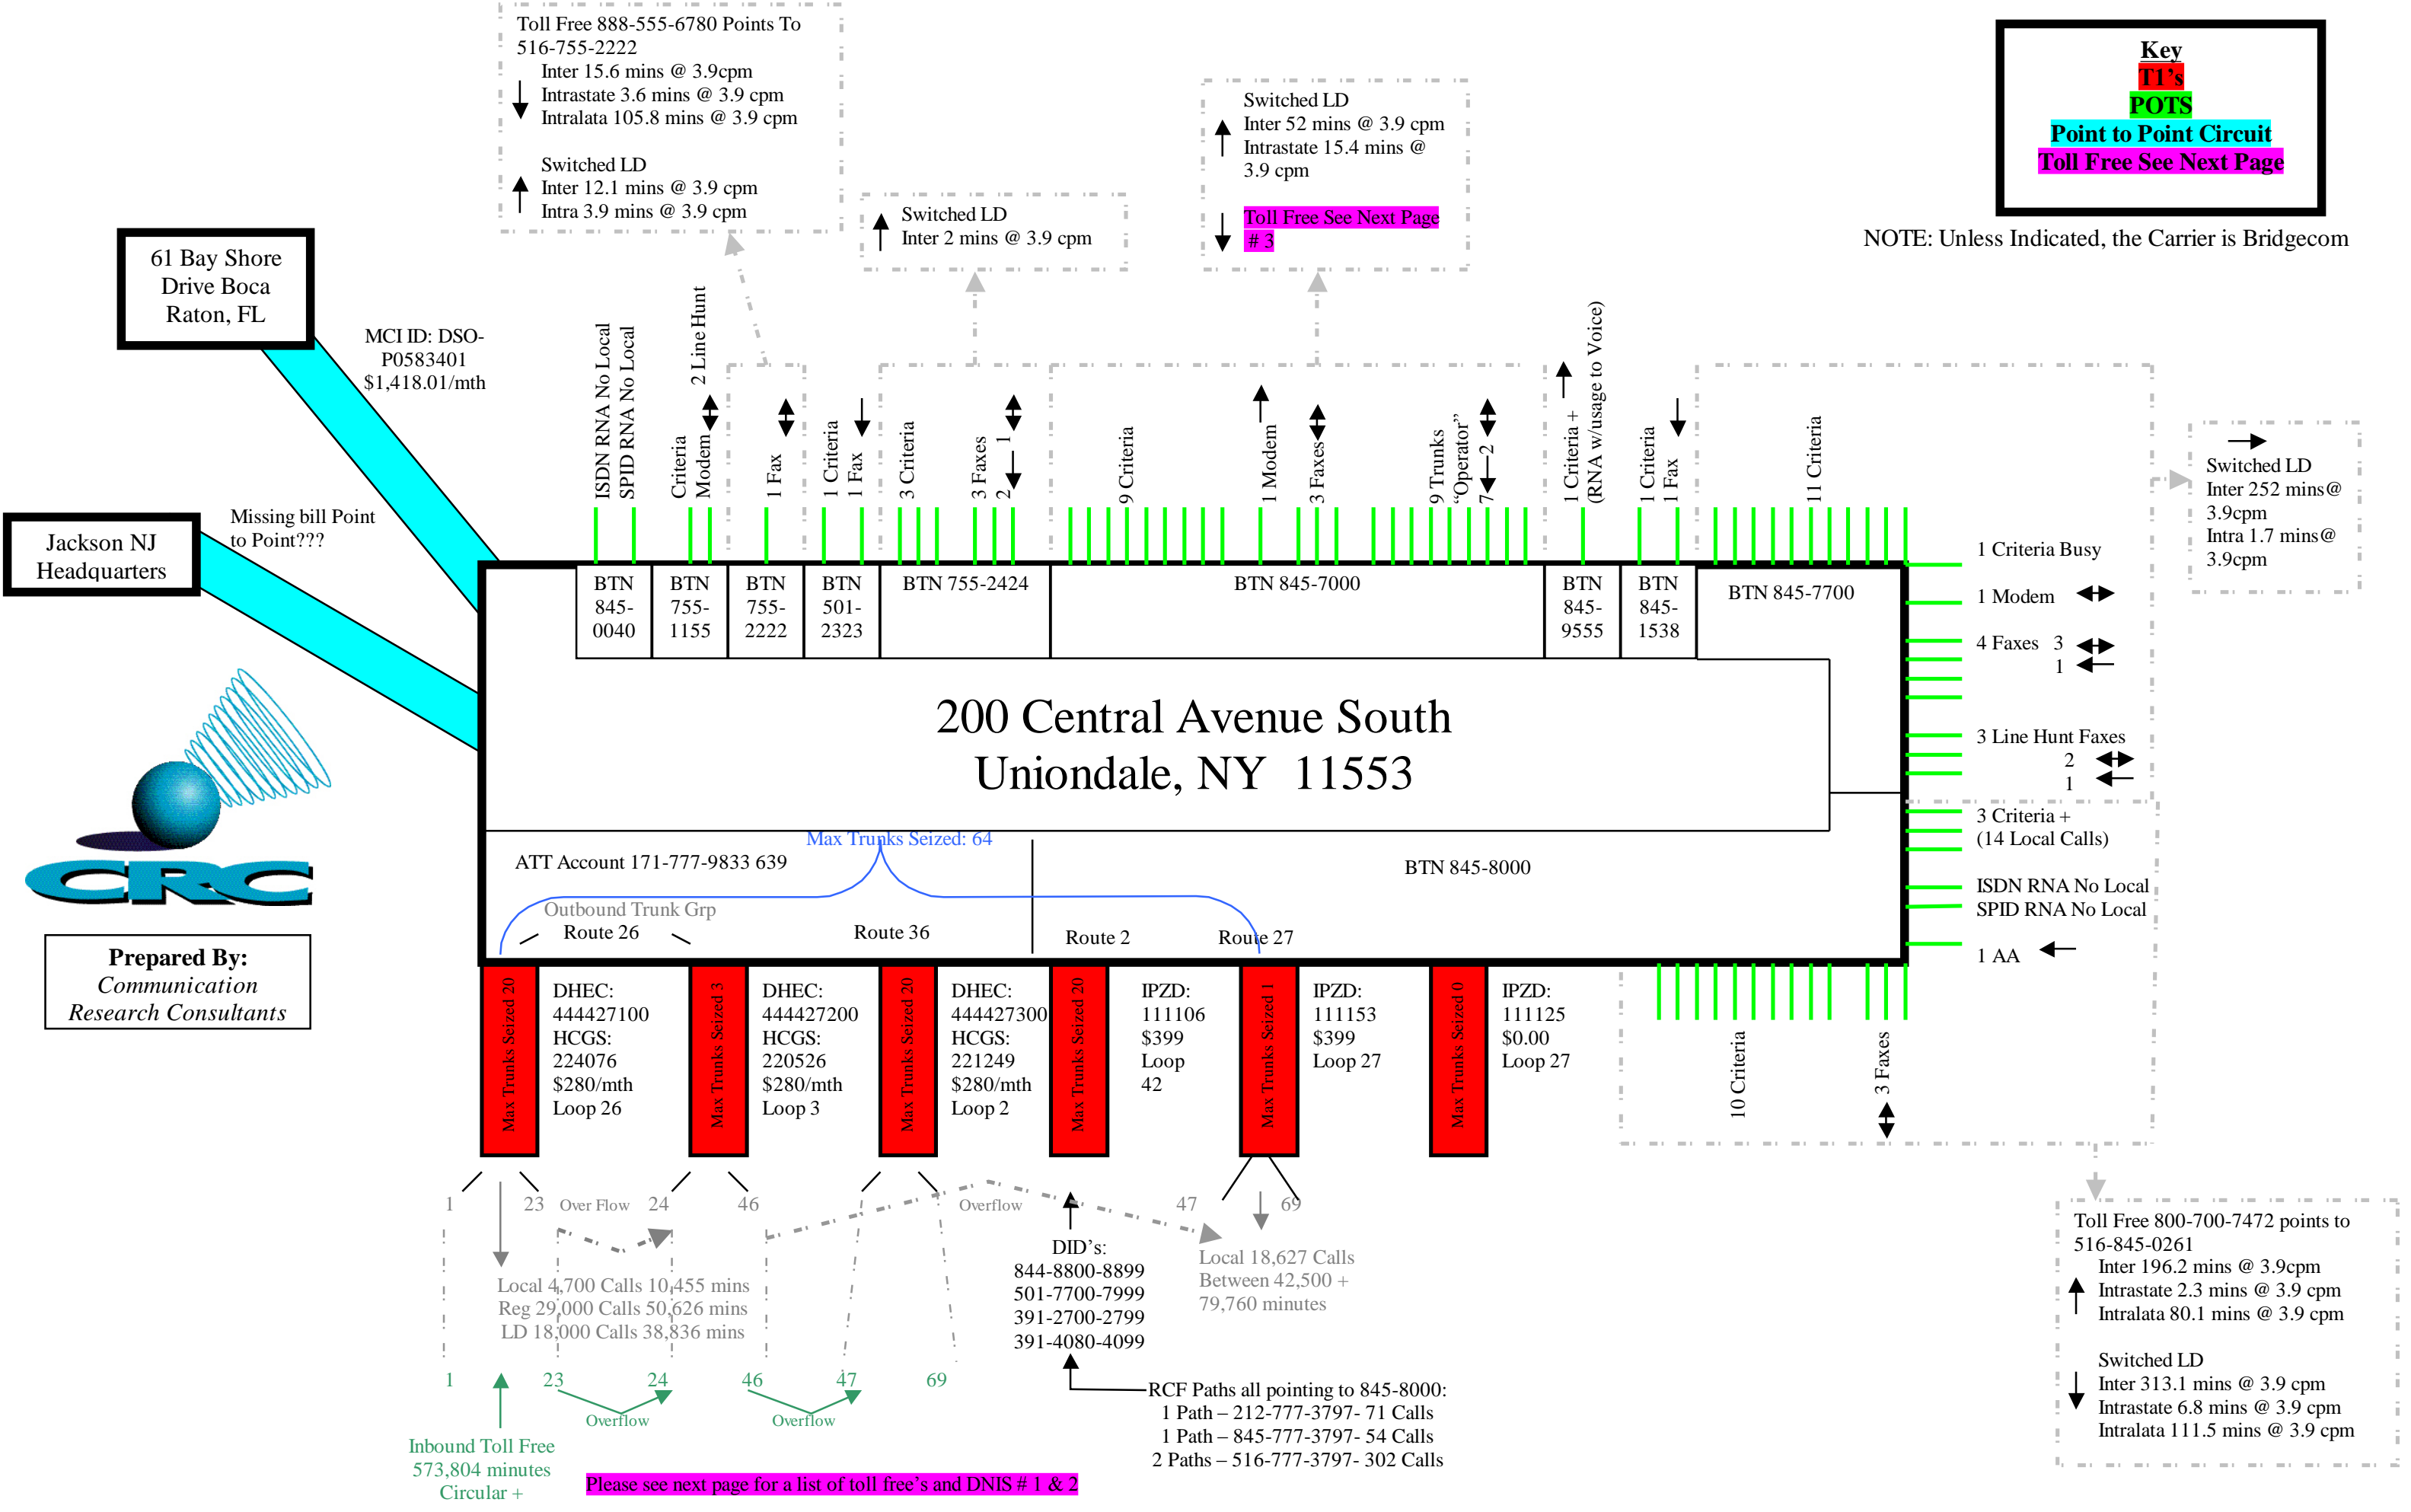 Toll Free 888-555-6780 Points To
516-755-2222
Inter 15.6 mins @ 3.9cpm
Intrastate 3.6 mins @ 3.9 cpm
Intralata 105.8 mins @ 3.9 cpm
Switched LD
Inter 12.1 mins @ 3.9 cpm
Intra 3.9 mins @ 3.9 cpm
Switched LD
Inter 2 mins @ 3.9 cpm
Switched LD
Inter 52 mins @ 3.9 cpm
Intrastate 15.4 mins @
3.9 cpm
Toll Free See Next Page
# 3
Key
T1's
POTS
Point to Point Circuit
Toll Free See Next Page
NOTE: Unless Indicated, the Carrier is Bridgecom
61 Bay Shore
Drive Boca
Raton, FL
MCI ID: DSO-
P0583401
$1,418.01/mth
Jackson NJ
Headquarters
Missing bill Point
to Point???
ISDN RNA No Local
SPID RNA No Local
Criteria
Modem
2 Line Hunt
1 Fax
1 Criteria
1 Fax
3 Criteria
3 Faxes
2
1
9 Criteria
1 Modem
3 Faxes
9 Trunks
“Operator”
7
2
1 Criteria +
(RNA w/usage to Voice)
1 Criteria
1 Fax
11 Criteria
Switched LD
Inter 252 mins@
3.9cpm
Intra 1.7 mins@
3.9cpm
BTN
845-
0040
BTN
755-
1155
BTN
755-
2222
BTN
501-
2323
BTN 755-2424
BTN 845-7000
BTN
845-
9555
BTN
845-
1538
BTN 845-7700
1 Criteria Busy
1 Modem
4 Faxes 3
1
3 Line Hunt Faxes
2
1
3 Criteria +
(14 Local Calls)
ISDN RNA No Local
SPID RNA No Local
1 AA
200 Central Avenue South
Uniondale, NY 11553
CRC
Prepared By:
Communication
Research Consultants
Max Trunks Seized: 64
ATT Account 171-777-9833 639
BTN 845-8000
Outbound Trunk Grp
Route 26
Route 36
Route 2
Route 27
Max Trunks Seized 20
DHEC:
444427100
HCGS:
224076
$280/mth
Loop 26
Max Trunks Seized 3
DHEC:
444427200
HCGS:
220526
$280/mth
Loop 3
Max Trunks Seized 20
DHEC:
444427300
HCGS:
221249
$280/mth
Loop 2
Max Trunks Seized 20
IPZD:
111106
$399
Loop
42
Max Trunks Seized 1
IPZD:
111153
$399
Loop 27
Max Trunks Seized 0
IPZD:
111125
$0.00
Loop 27
10 Criteria
3 Faxes
1
23
Over Flow
24
46
Overflow
47
69
Local 4,700 Calls 10,455 mins
Reg 29,000 Calls 50,626 mins
LD 18,000 Calls 38,836 mins
DID's:
844-8800-8899
501-7700-7999
391-2700-2799
391-4080-4099
Local 18,627 Calls
Between 42,500 +
79,760 minutes
1
23
24
46
47
69
Overflow
Overflow
Inbound Toll Free
573,804 minutes
Circular +
RCF Paths all pointing to 845-8000:
1 Path – 212-777-3797- 71 Calls
1 Path – 845-777-3797- 54 Calls
2 Paths – 516-777-3797- 302 Calls
Please see next page for a list of toll free's and DNIS # 1 & 2
Toll Free 800-700-7472 points to
516-845-0261
Inter 196.2 mins @ 3.9cpm
Intrastate 2.3 mins @ 3.9 cpm
Intralata 80.1 mins @ 3.9 cpm
Switched LD
Inter 313.1 mins @ 3.9 cpm
Intrastate 6.8 mins @ 3.9 cpm
Intralata 111.5 mins @ 3.9 cpm